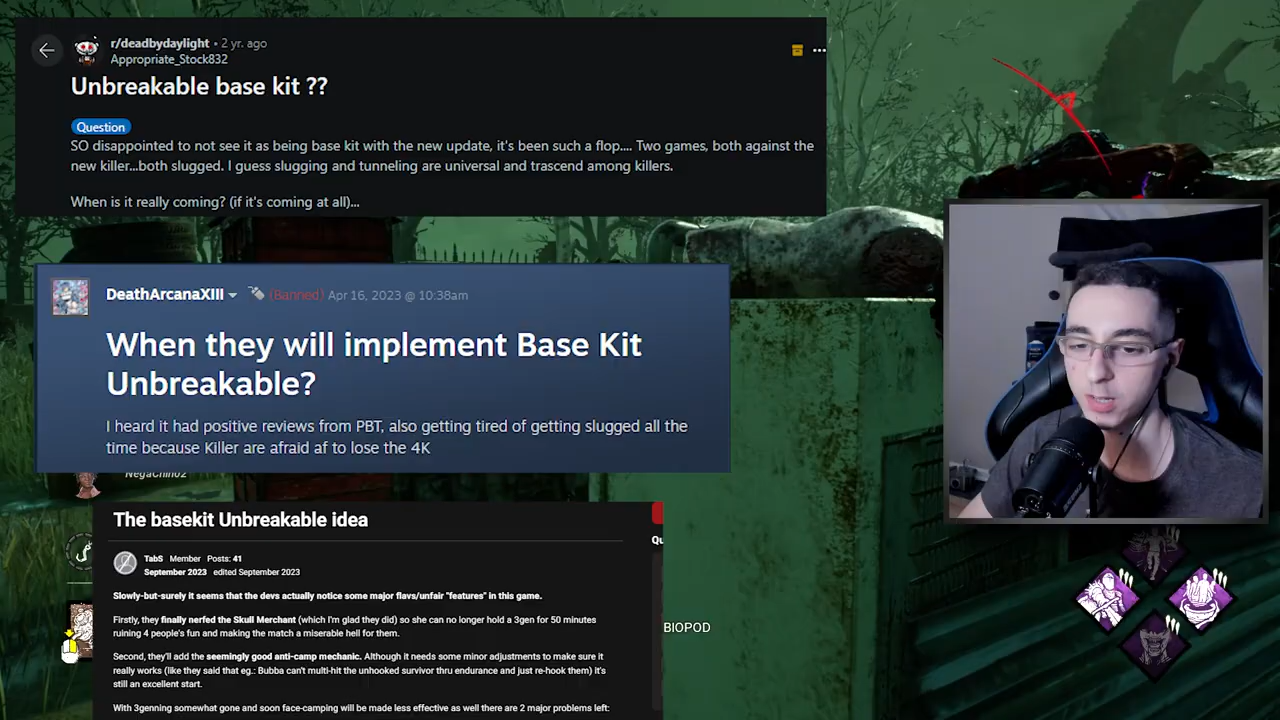 r/deadbydaylight • 2 yr. ago
Appropriate_Stock832
Unbreakable base kit ??
Question
SO disappointed to not see it as being base kit with the new update, it's been such a flop.... Two games, both against the
new killer...both slugged. I guess slugging and tunneling are universal and trascend among killers.
When is it really coming? (if it's coming at all)...
DeathArcanaXIII (Banned) Apr 16, 2023 @ 10:38am
When they will implement Base Kit
Unbreakable?
I heard it had positive reviews from PBT, also getting tired of getting slugged all the
time because Killer are afraid af to lose the 4K
NegaChin02
The basekit Unbreakable idea
Qu
TabS Member Posts: 41
September 2023 edited September 2023
Slowly-but-surely it seems that the devs actually notice some major flavs/unfair "features" in this game.
Firstly, they finally nerfed the Skull Merchant (which I'm glad they did) so she can no longer hold a 3gen for 50 minutes
ruining 4 people's fun and making the match a miserable hell for them.
BIOPOD
Second, they'll add the seemingly good anti-camp mechanic. Although it needs some minor adjustments to make sure it
really works (like they said that eg.: Bubba can't multi-hit the unhooked survivor thru endurance and just re-hook them) it's
still an excellent start.
With 3genning somewhat gone and soon face-camping will be made less effective as well there are 2 major problems left: